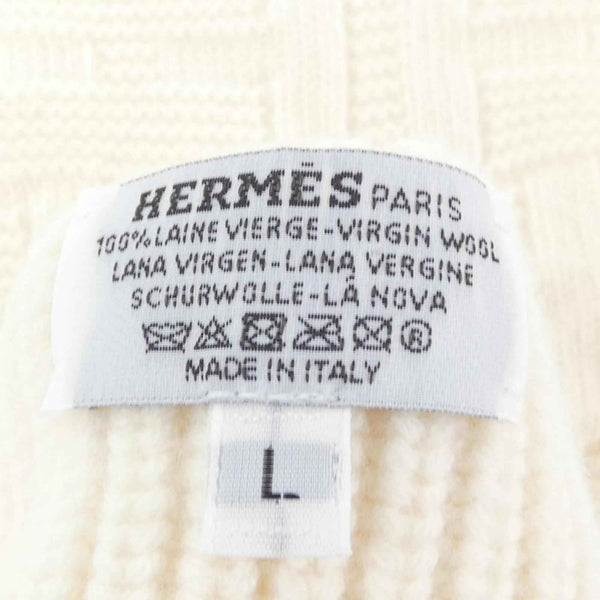 HERMÈS PARIS
100% LAINE VIERGE-VIRGIN WOOL
LANA VIRGEN-LANA VERGINE
SCHURWOLLE-LÃ NOVA
®
MADE IN ITALY
L